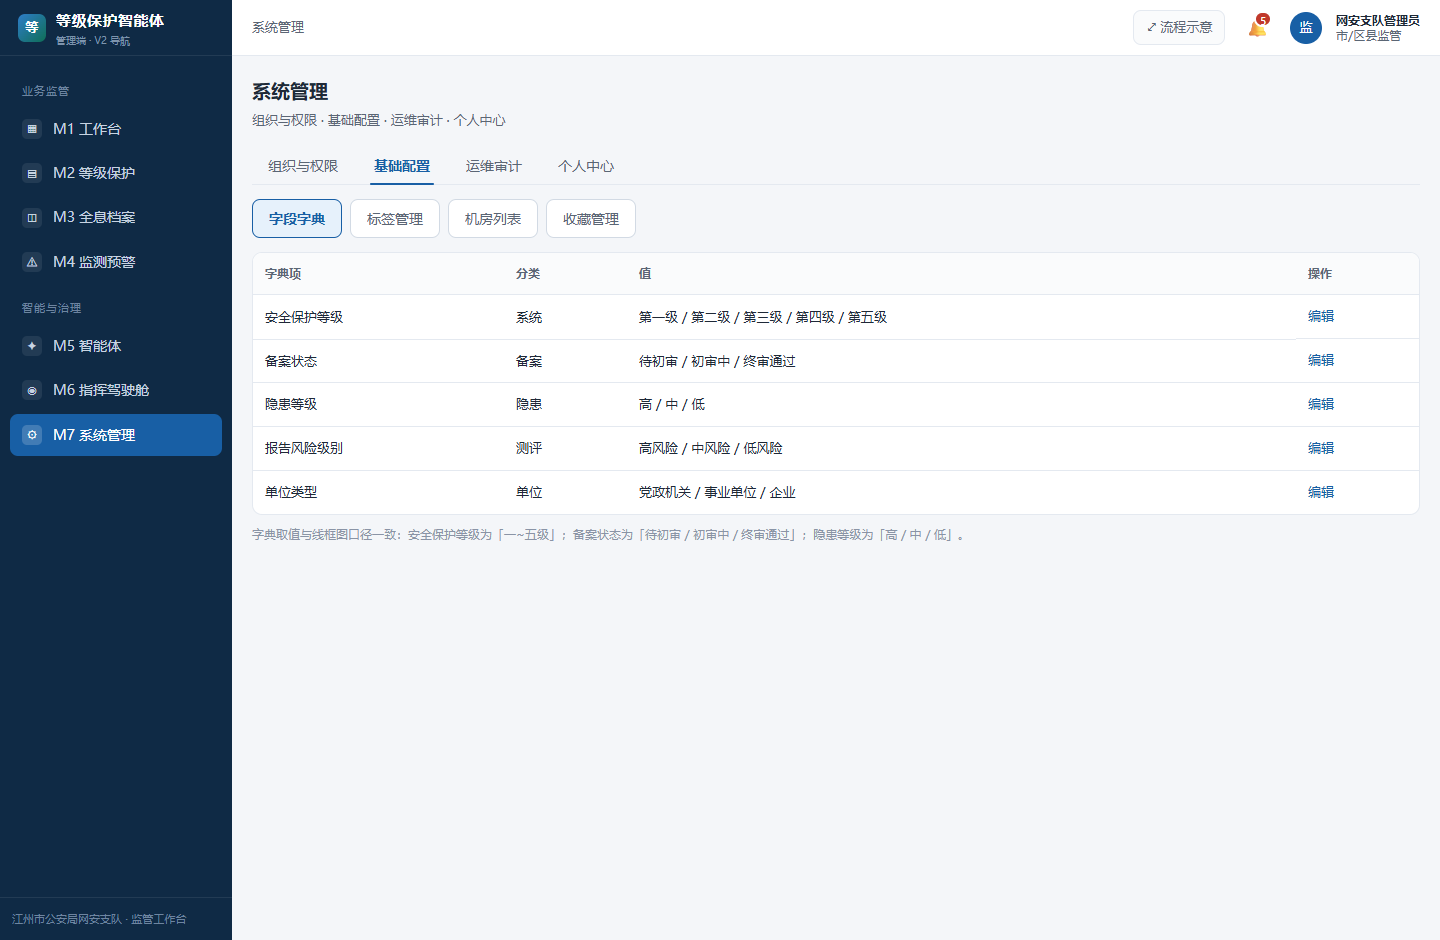 等级保护智能体
管理端 · V2 导航
业务监管
M1 工作台
M2 等级保护
M3 全息档案
M4 监测预警
智能与治理
M5 智能体
M6 指挥驾驶舱
M7 系统管理
江州市公安局网安支队 · 监管工作台
系统管理
⤢ 流程示意
5
监
网安支队管理员
市/区县监管
系统管理
组织与权限 · 基础配置 · 运维审计 · 个人中心
组织与权限 基础配置 运维审计 个人中心
字段字典 标签管理 机房列表 收藏管理
字典项 分类 值 操作
安全保护等级 系统 第一级 / 第二级 / 第三级 / 第四级 / 第五级 编辑
备案状态 备案 待初审 / 初审中 / 终审通过 编辑
隐患等级 隐患 高 / 中 / 低 编辑
报告风险级别 测评 高风险 / 中风险 / 低风险 编辑
单位类型 单位 党政机关 / 事业单位 / 企业 编辑
字典取值与线框图口径一致：安全保护等级为「一~五级」；备案状态为「待初审 / 初审中 / 终审通过」；隐患等级为「高 / 中 / 低」。
等